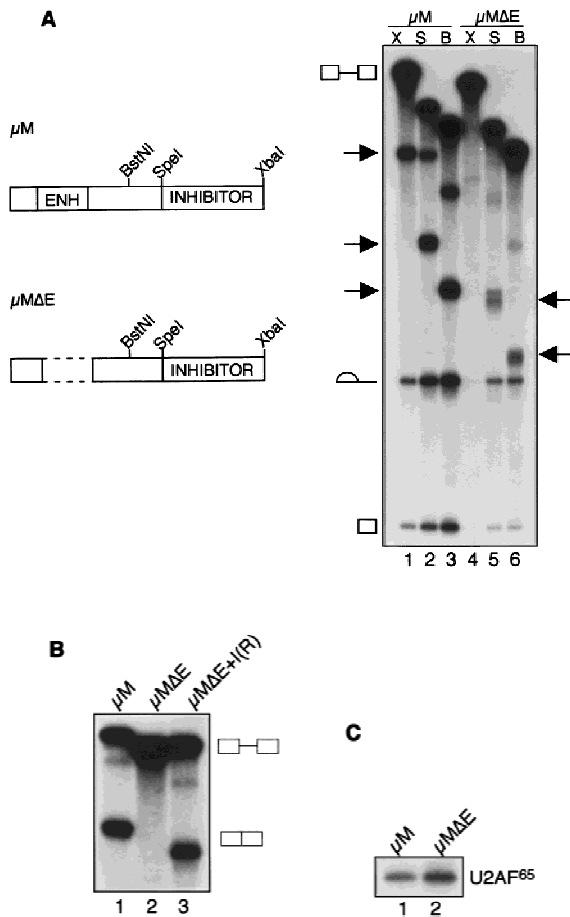 A
µM
BstNI
SpeI
XbaI
ENH
INHIBITOR
µMΔE
BstNI
SpeI
XbaI
INHIBITOR
µM µMΔE
X S B X S B
1 2 3 4 5 6
B
µM
µMΔE
µMΔE+I(R)
1 2 3
C
µM
µMΔE
U2AF65
1 2